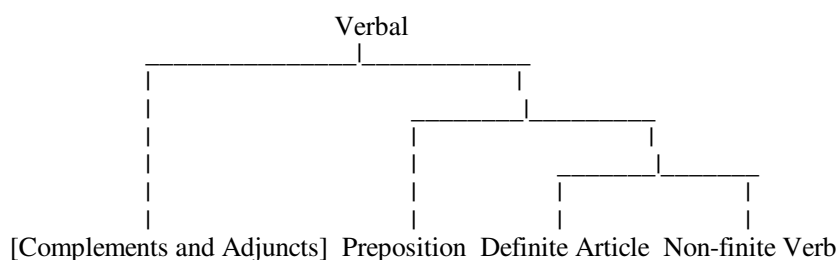 Verbal
[Complements and Adjuncts] Preposition Definite Article Non-finite Verb